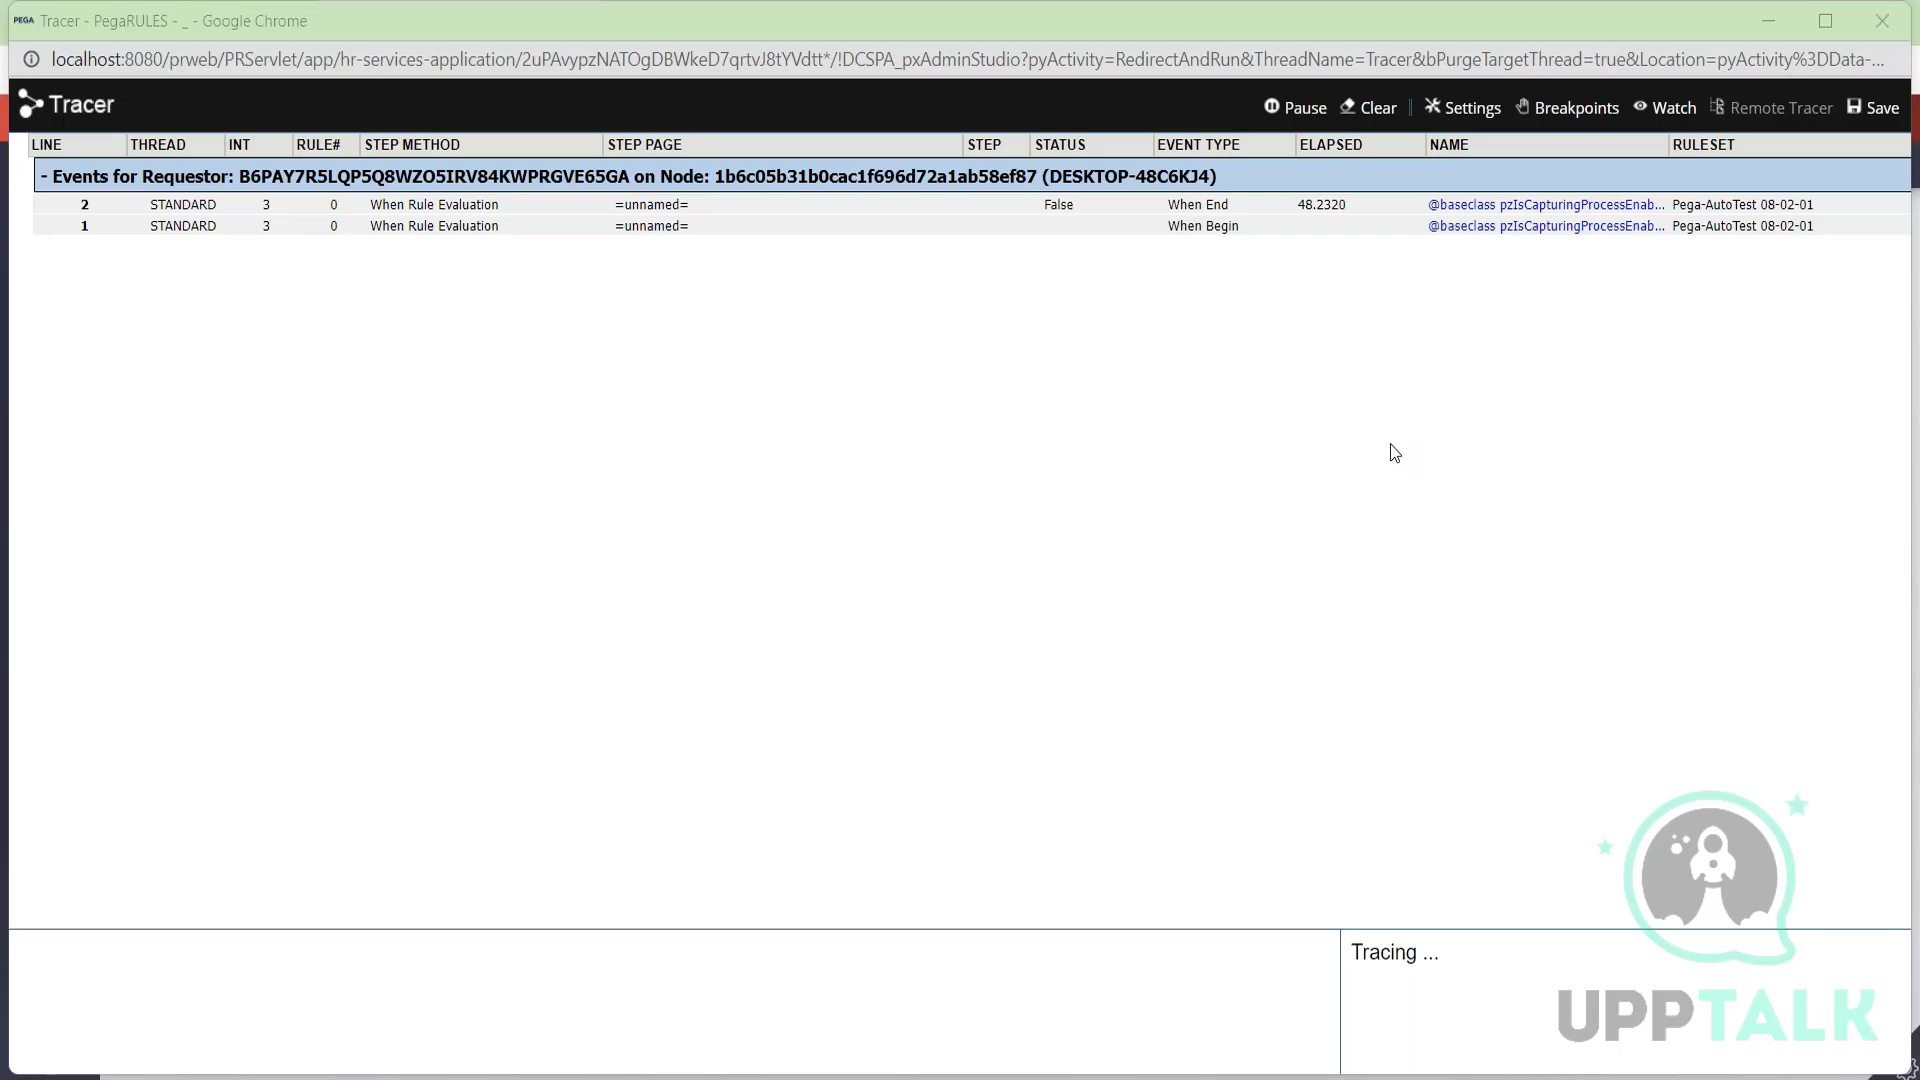 PEGA Tracer - PegaRULES - _ - Google Chrome
localhost:8080/prweb/PRServlet/app/hr-services-application/2uPAvypzNATOgDBWkeD7qrtvJ8tYVdtt*/!DCSPA_pxAdminStudio?pyActivity=RedirectAndRun&ThreadName=Tracer&bPurgeTargetThread=true&Location=pyActivity%3DData-...
Tracer Pause Clear Settings Breakpoints Watch Remote Tracer Save
LINE THREAD INT RULE# STEP METHOD STEP PAGE STEP STATUS EVENT TYPE ELAPSED NAME RULESET
- Events for Requestor: B6PAY7R5LQP5Q8WZO5IRV84KWPRGVE65GA on Node: 1b6c05b31b0cac1f696d72a1ab58ef87 (DESKTOP-48C6KJ4)
2 STANDARD 3 0 When Rule Evaluation =unnamed= False When End 48.2320 @baseclass pzIsCapturingProcessEnab... Pega-AutoTest 08-02-01
1 STANDARD 3 0 When Rule Evaluation =unnamed= When Begin @baseclass pzIsCapturingProcessEnab... Pega-AutoTest 08-02-01
Tracing ...
UPPTALK